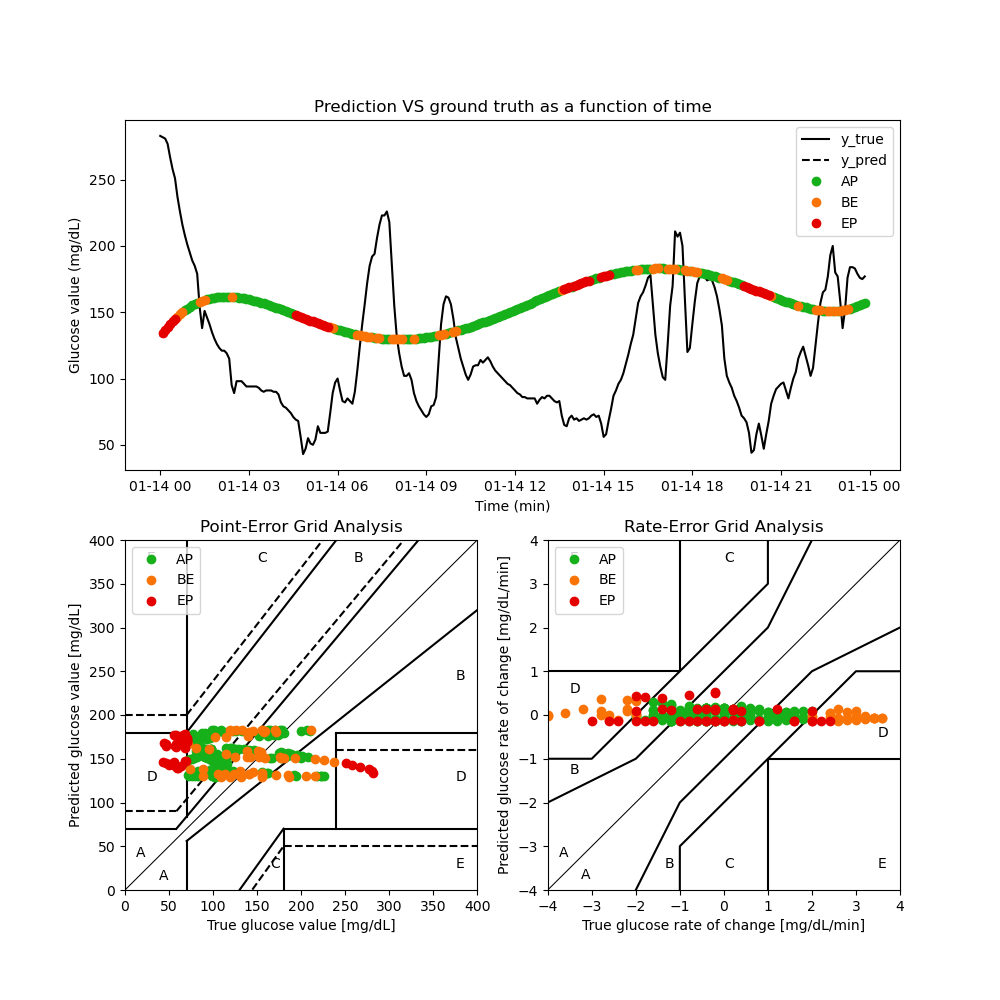 Prediction VS ground truth as a function of time
Glucose value (mg/dL)
250
200
150
100
50
y_true
y_pred
AP
BE
EP
01-14 00 01-14 03 01-14 06 01-14 09 01-14 12 01-14 15 01-14 18 01-14 21 01-15 00
Time (min)
Point-Error Grid Analysis
Predicted glucose value [mg/dL]
400
350
300
250
200
150
100
50
0
AP
BE
EP
C
B
B
D
D
A
A
C
E
0 50 100 150 200 250 300 350 400
True glucose value [mg/dL]
Rate-Error Grid Analysis
Predicted glucose rate of change [mg/dL/min]
4
3
2
1
0
−1
−2
−3
−4
AP
BE
EP
C
D
D
B
A
A
B
C
E
−4 −3 −2 −1 0 1 2 3 4
True glucose rate of change [mg/dL/min]